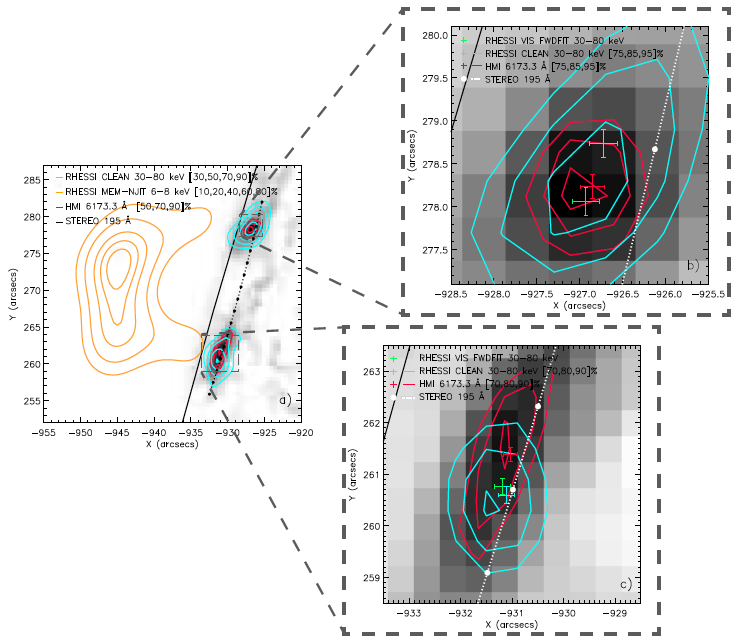 RHESSI CLEAN 30−80 keV [30,50,70,90]%
RHESSI MEM−NJIT 6−8 keV [10,20,40,60,80]%
HMI 6173.3 Å [50,70,90]%
STEREO 195 Å
a)
285
280
275
270
265
260
255
Y (arcsecs)
−955 −950 −945 −940 −935 −930 −925 −920
X (arcsecs)
RHESSI VIS FWDFIT 30−80 keV
RHESSI CLEAN 30−80 keV [75,85,95]%
HMI 6173.3 Å [75,85,95]%
STEREO 195 Å
b)
280.0
279.5
279.0
278.5
278.0
277.5
Y (arcsecs)
−928.5 −928.0 −927.5 −927.0 −926.5 −926.0 −925.5
X (arcsecs)
RHESSI VIS FWDFIT 30−80 keV
RHESSI CLEAN 30−80 keV [70,80,90]%
HMI 6173.3 Å [70,80,90]%
STEREO 195 Å
c)
263
262
261
260
259
Y (arcsecs)
−933 −932 −931 −930 −929
X (arcsecs)